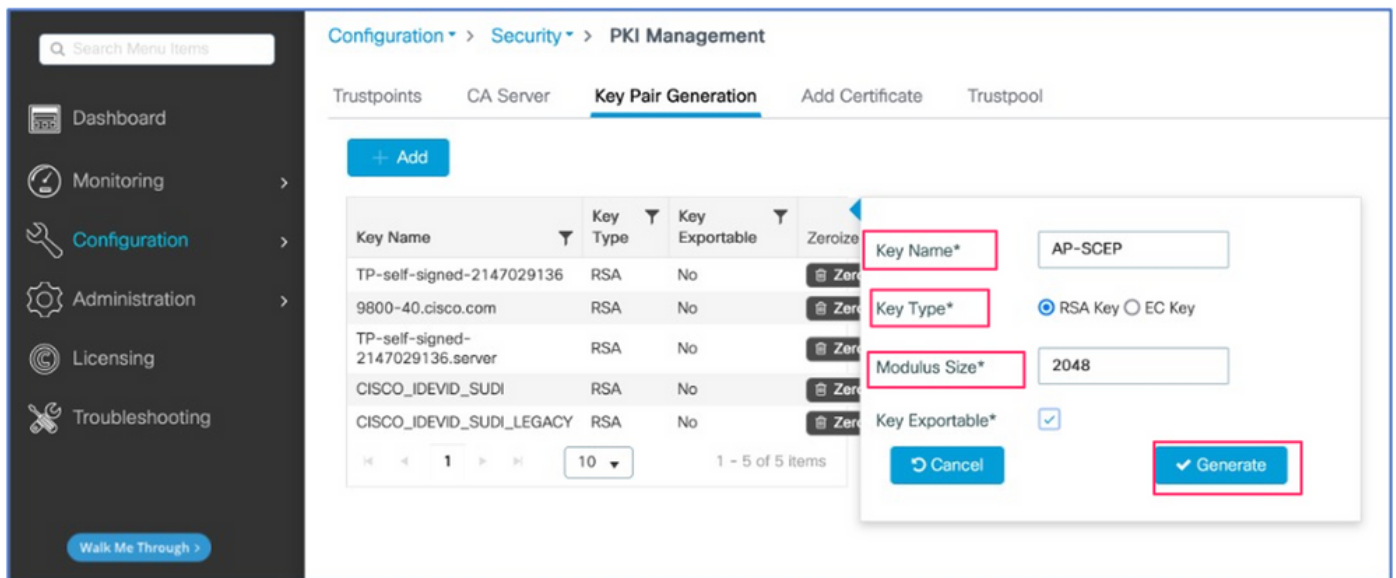 Search Menu Items
Dashboard
Monitoring
Configuration
Administration
Licensing
Troubleshooting
Walk Me Through >
Configuration > Security > PKI Management
Trustpoints CA Server Key Pair Generation Add Certificate Trustpool
+ Add
Key Name Key Type Key Exportable Zeroize
TP-self-signed-2147029136 RSA No
9800-40.cisco.com RSA No
TP-self-signed-
2147029136.server RSA No
CISCO_IDEVID_SUDI RSA No
CISCO_IDEVID_SUDI_LEGACY RSA No
1 10 1 - 5 of 5 items
Key Name* AP-SCEP
Key Type* RSA Key EC Key
Modulus Size* 2048
Key Exportable*
Cancel Generate